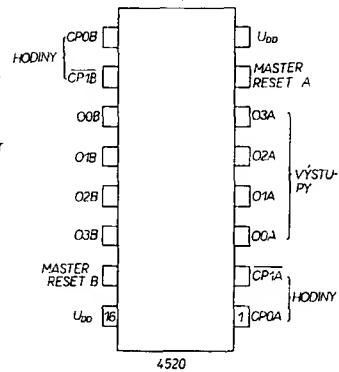 CP0B
HODINY
CP1B
O0B
O1B
O2B
O3B
MASTER
RESET B
UDD 16
UDD
MASTER
RESET A
O3A
O2A
VÝSTU-
PY
O1A
O0A
CP1A
HODINY
1 CP0A
4520